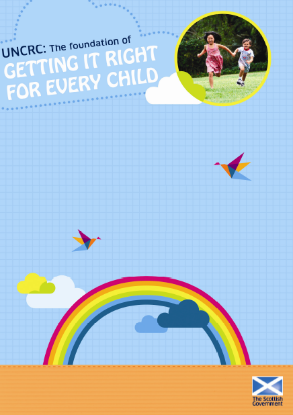 UNCRC: The foundation of
GETTING IT RIGHT
FOR EVERY CHILD
The Scottish
Government